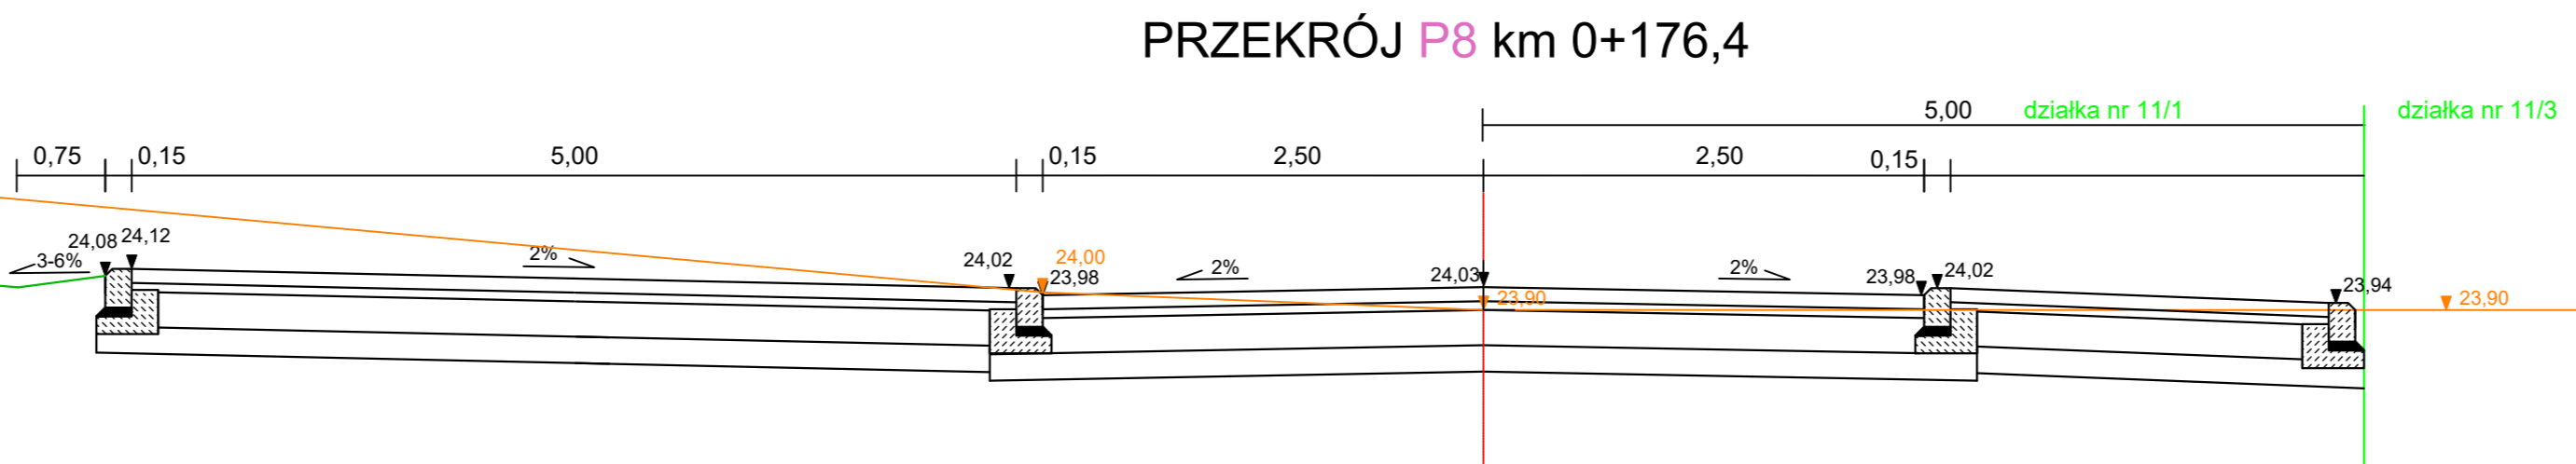 PRZEKRÓJ P8 km 0+176,4
5,00 działka nr 11/1 działka nr 11/3
0,75 0,15 5,00 0,15 2,50 2,50 0,15
24,08 24,12 2% 24,02 24,00 2% 24,03 2% 23,98 24,02
3-6% 23,98 23,94
23,90 23,90